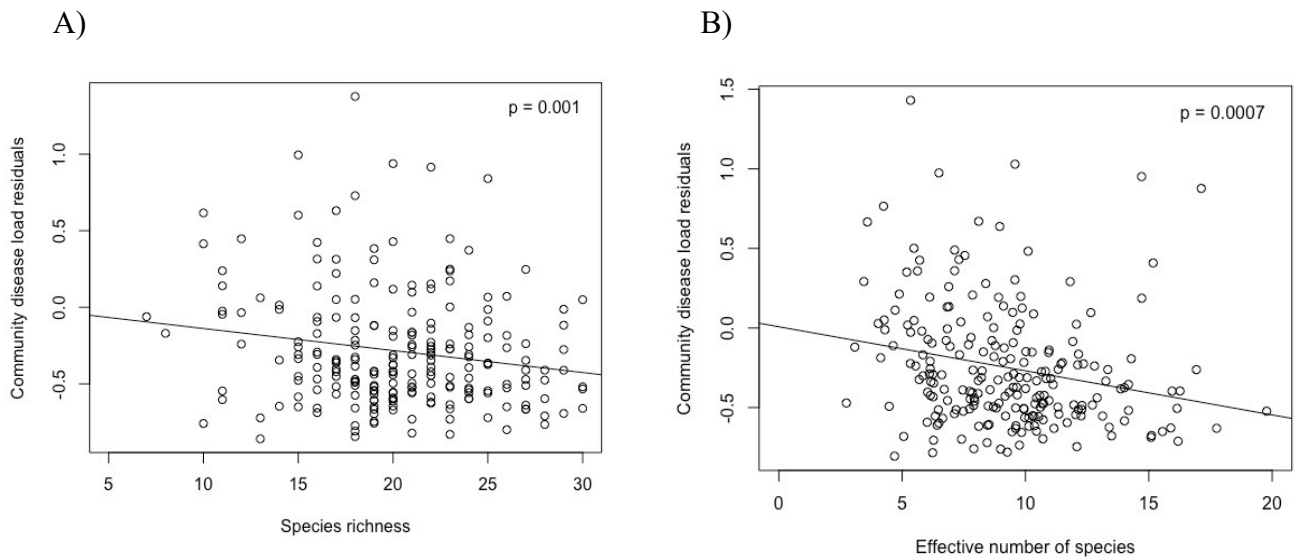 A)
p = 0.001
1.0
0.5
0.0
-0.5
Community disease load residuals
5 10 15 20 25 30
Species richness
B)
p = 0.0007
1.5
1.0
0.5
0.0
-0.5
Community disease load residuals
0 5 10 15 20
Effective number of species